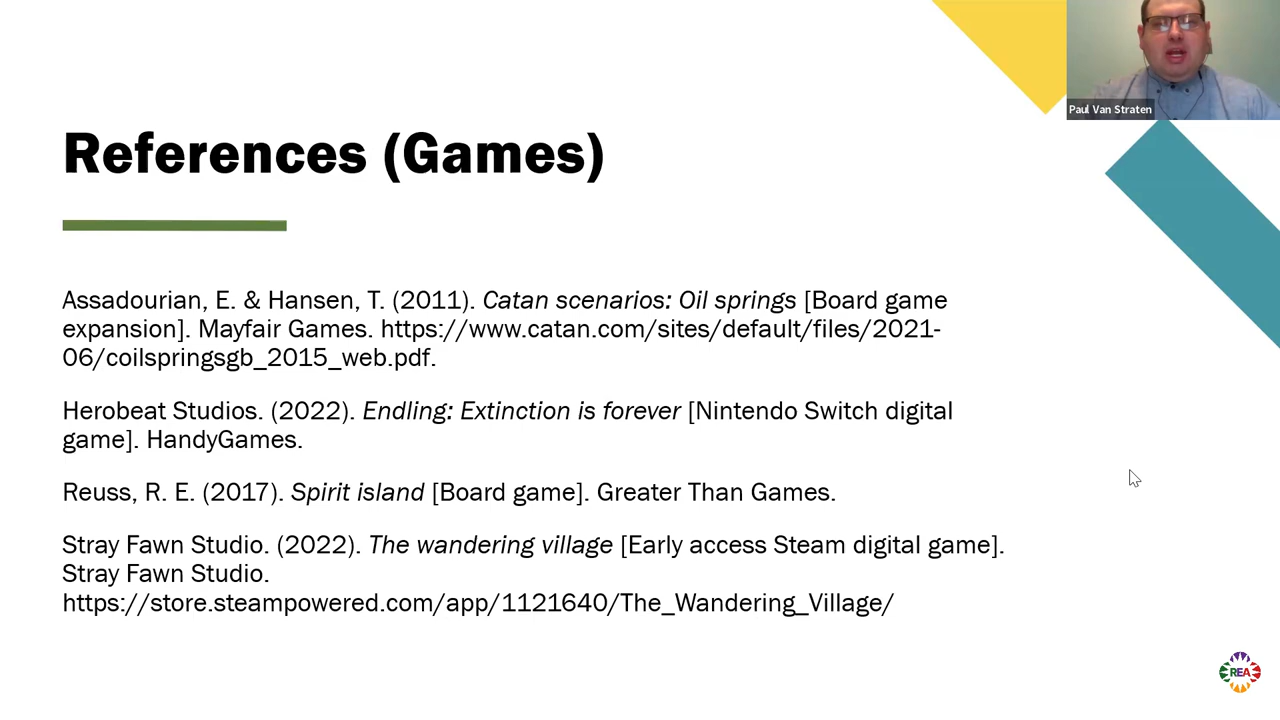 Paul Van Straten
References (Games)
Assadourian, E. & Hansen, T. (2011). Catan scenarios: Oil springs [Board game
expansion]. Mayfair Games. https://www.catan.com/sites/default/files/2021-
06/coilspringsgb_2015_web.pdf.
Herobeat Studios. (2022). Endling: Extinction is forever [Nintendo Switch digital
game]. HandyGames.
Reuss, R. E. (2017). Spirit island [Board game]. Greater Than Games.
Stray Fawn Studio. (2022). The wandering village [Early access Steam digital game].
Stray Fawn Studio.
https://store.steampowered.com/app/1121640/The_Wandering_Village/
REA